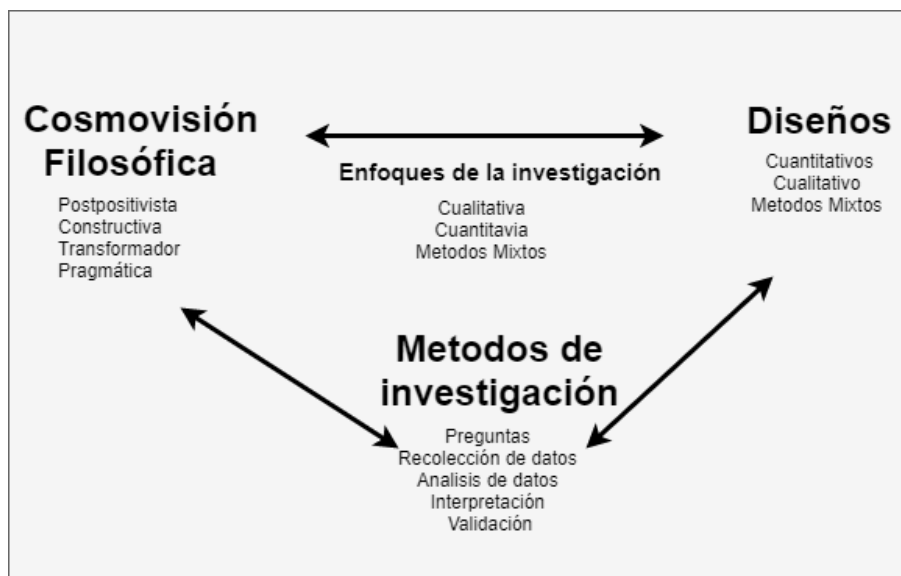 Cosmovisión
Filosófica
Postpositivista
Constructiva
Transformador
Pragmática
Enfoques de la investigación
Cualitativa
Cuantitavia
Metodos Mixtos
Diseños
Cuantitativos
Cualitativo
Metodos Mixtos
Metodos de
investigación
Preguntas
Recolección de datos
Analisis de datos
Interpretación
Validación